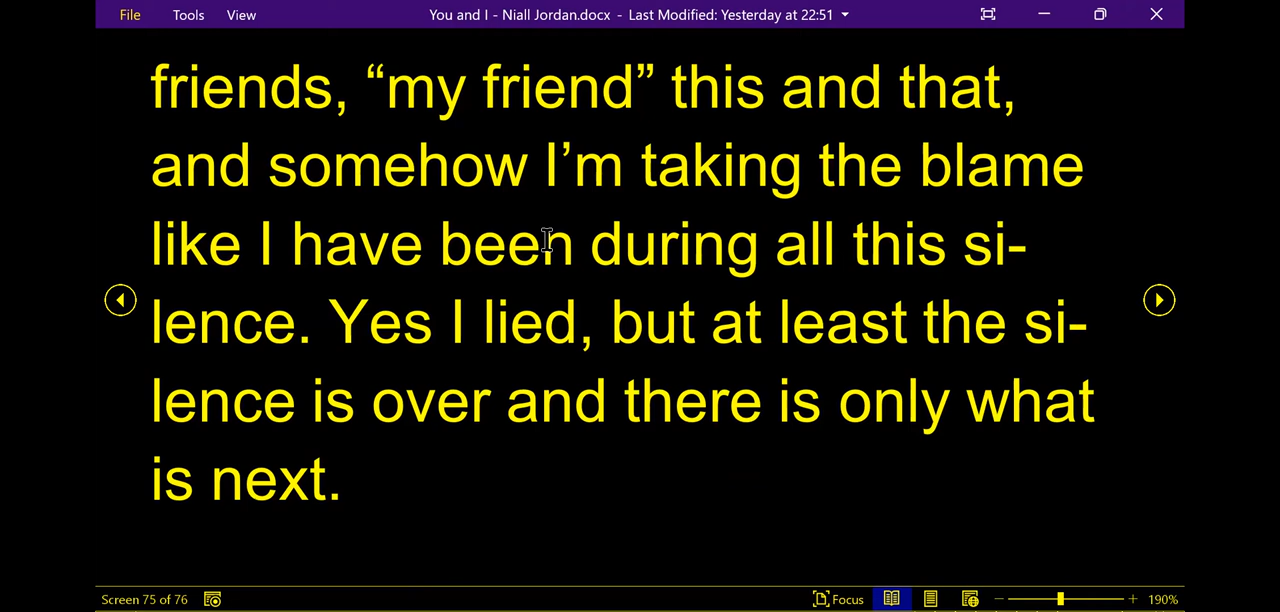 File Tools View You and I - Niall Jordan.docx - Last Modified: Yesterday at 22:51
friends, “my friend” this and that,
and somehow I’m taking the blame
like I have been during all this si-
lence. Yes I lied, but at least the si-
lence is over and there is only what
is next.
Screen 75 of 76 Focus 190%